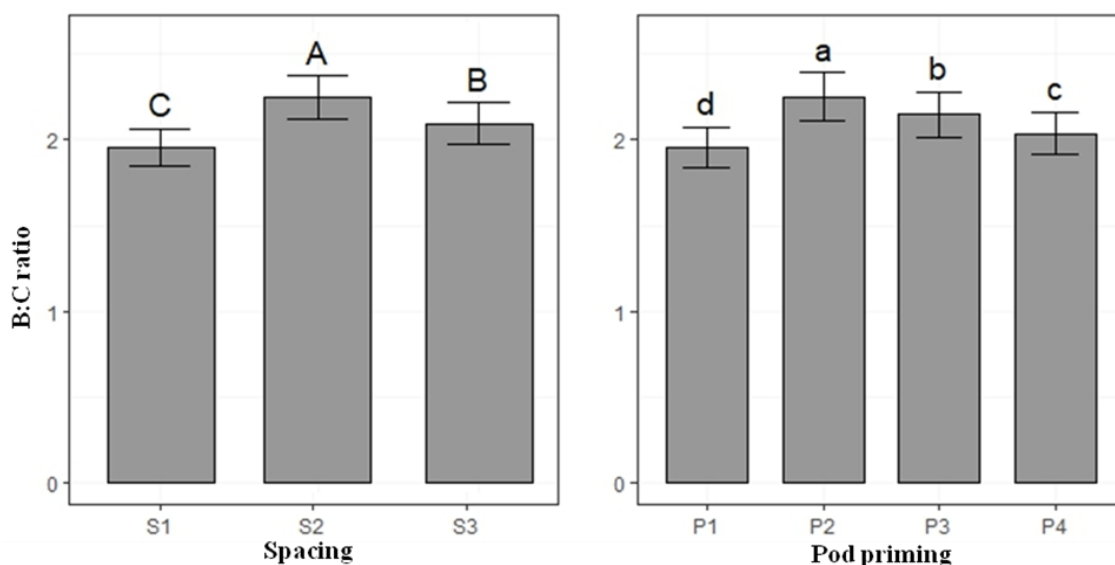 B:C ratio
2
1
0
C
A
B
S1 S2 S3
Spacing
2
1
0
d
a
b
c
P1 P2 P3 P4
Pod priming